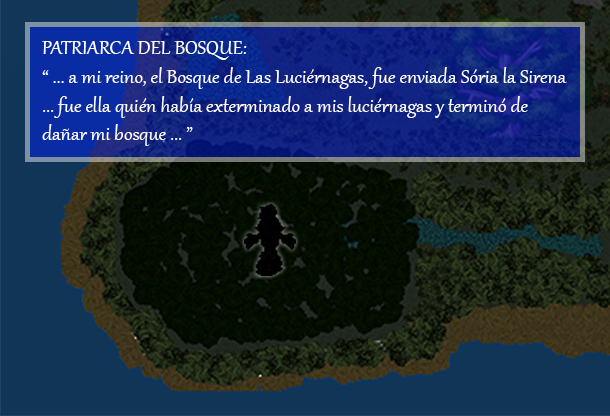 PATRIARCA DEL BOSQUE:
“ ... a mi reino, el Bosque de Las Luciérnagas, fue enviada Sória la Sirena
... fue ella quién había exterminado a mis luciérnagas y terminó de
dañar mi bosque ... ”